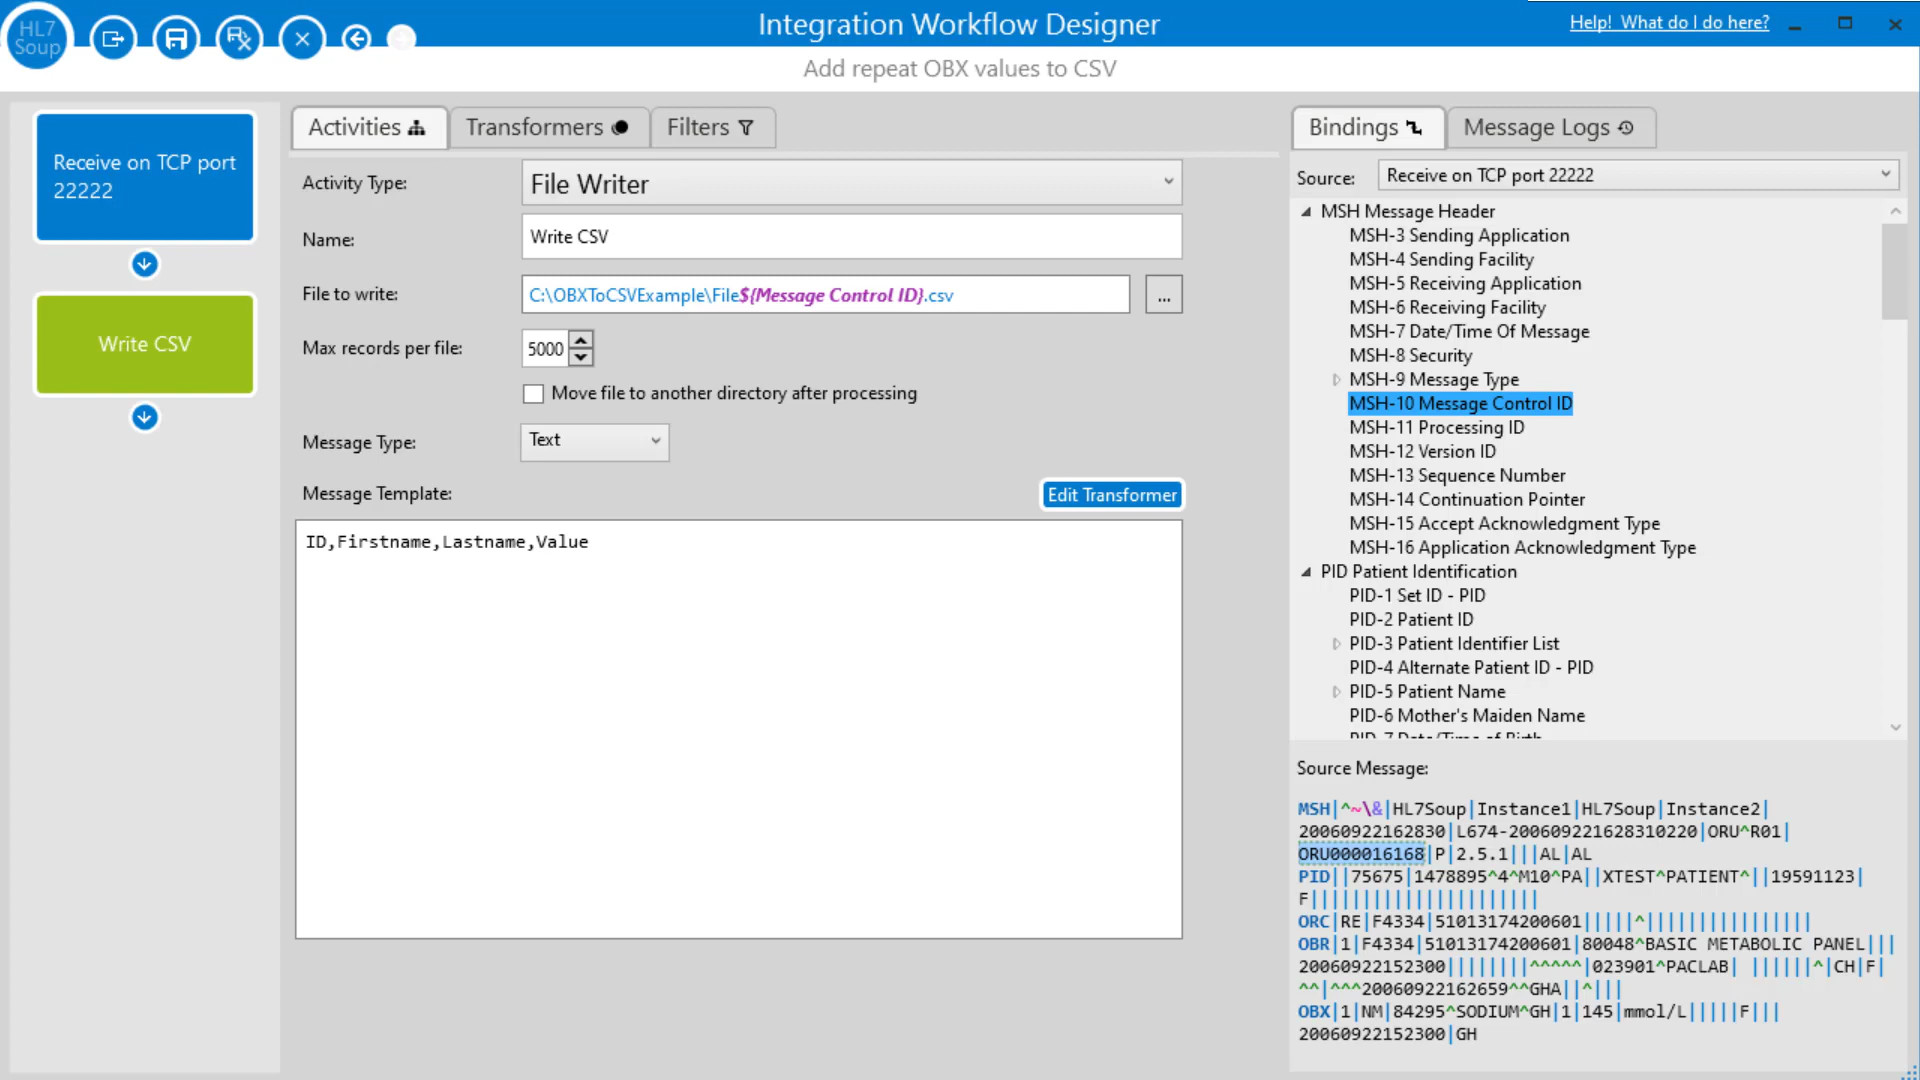 HL7
Soup
Integration Workflow Designer
Help! What do I do here?
Add repeat OBX values to CSV
Receive on TCP port
22222
Write CSV
Activities
Transformers
Filters
Activity Type:
File Writer
Name:
Write CSV
File to write:
C:\OBXToCSVExample\File${Message Control ID}.csv
...
Max records per file:
5000
Move file to another directory after processing
Message Type:
Text
Message Template:
Edit Transformer
ID,Firstname,Lastname,Value
Bindings
Message Logs
Source:
Receive on TCP port 22222
MSH Message Header
MSH-3 Sending Application
MSH-4 Sending Facility
MSH-5 Receiving Application
MSH-6 Receiving Facility
MSH-7 Date/Time Of Message
MSH-8 Security
MSH-9 Message Type
MSH-10 Message Control ID
MSH-11 Processing ID
MSH-12 Version ID
MSH-13 Sequence Number
MSH-14 Continuation Pointer
MSH-15 Accept Acknowledgment Type
MSH-16 Application Acknowledgment Type
PID Patient Identification
PID-1 Set ID - PID
PID-2 Patient ID
PID-3 Patient Identifier List
PID-4 Alternate Patient ID - PID
PID-5 Patient Name
PID-6 Mother's Maiden Name
PID-7 Date/Time of Birth
Source Message:
MSH|^~\&|HL7Soup|Instance1|HL7Soup|Instance2|
20060922162830|L674-200609221628310220|ORU^R01|
ORU000016168|P|2.5.1|||AL|AL
PID||75675|1478895^4^M10^PA||XTEST^PATIENT^||19591123|
F||||||||||||||||||||||
ORC|RE|F4334|51013174200601|||||^||||||||||||||||
OBR|1|F4334|51013174200601|80048^BASIC METABOLIC PANEL|||
20060922152300||||||||^^^^^|023901^PACLAB| ||||||^|CH|F|
^^|^^^20060922162659^^GHA||^|||
OBX|1|NM|84295^SODIUM^GH|1|145|mmol/L|||||F|||
20060922152300|GH